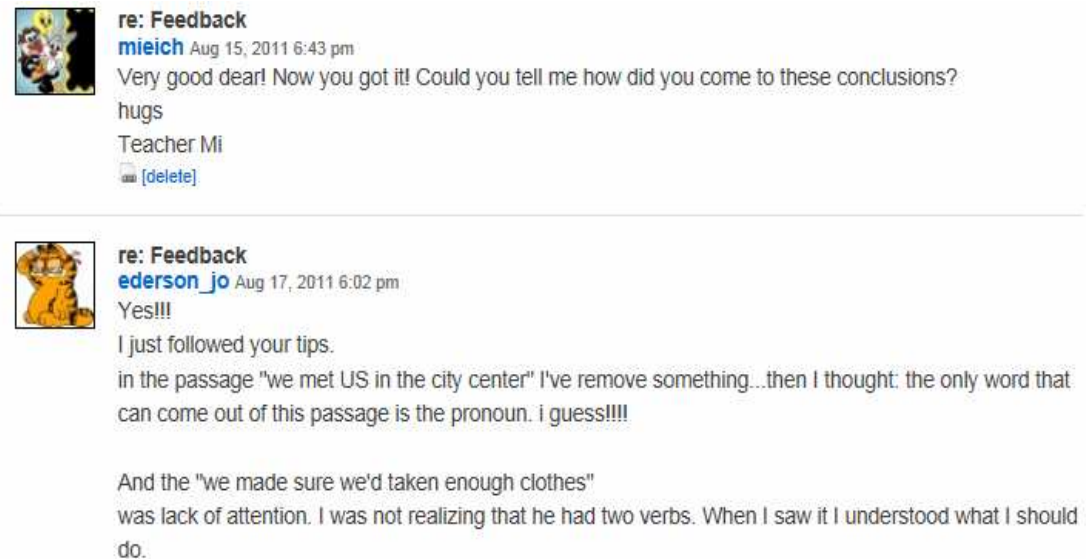 re: Feedback
mieich Aug 15, 2011 6:43 pm
Very good dear! Now you got it! Could you tell me how did you come to these conclusions?
hugs
Teacher Mi
[delete]
re: Feedback
ederson_jo Aug 17, 2011 6:02 pm
Yes!!!
I just followed your tips.
in the passage "we met US in the city center" I've remove something...then I thought: the only word that
can come out of this passage is the pronoun. i guess!!!!
And the "we made sure we'd taken enough clothes"
was lack of attention. I was not realizing that he had two verbs. When I saw it I understood what I should
do.